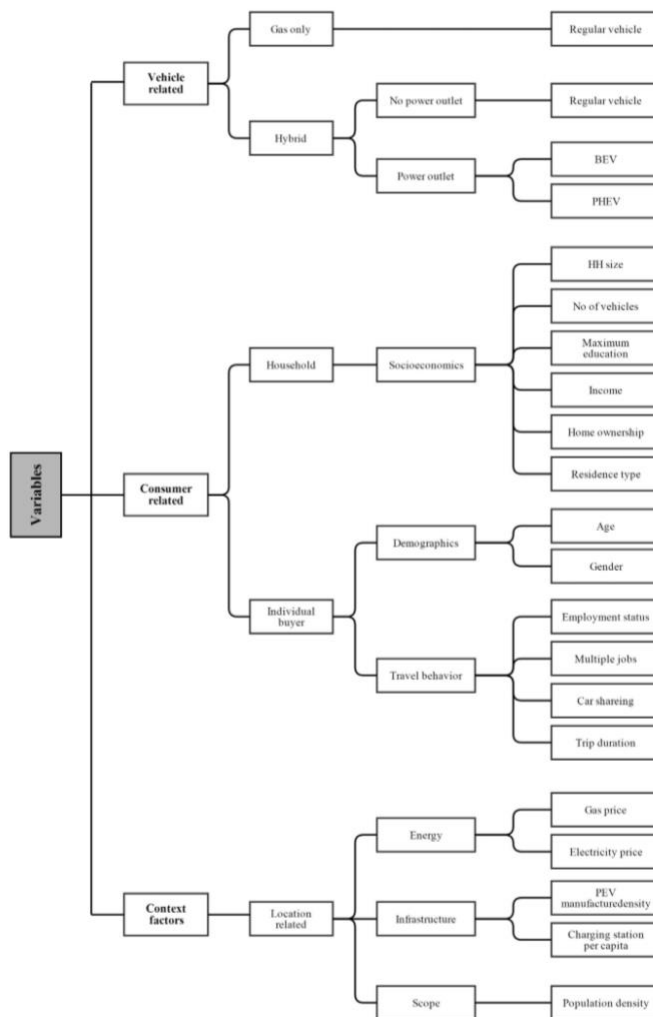 Variables
Vehicle
related
Gas only
Regular vehicle
Hybrid
No power outlet
Regular vehicle
Power outlet
BEV
PHEV
Consumer
related
Household
Socioeconomics
HH size
No of vehicles
Maximum
education
Income
Home ownership
Residence type
Individual
buyer
Demographics
Age
Gender
Travel behavior
Employment status
Multiple jobs
Car shareing
Trip duration
Context
factors
Location
related
Energy
Gas price
Electricity price
Infrastructure
PEV
manufacturedensity
Charging station
per capita
Scope
Population density